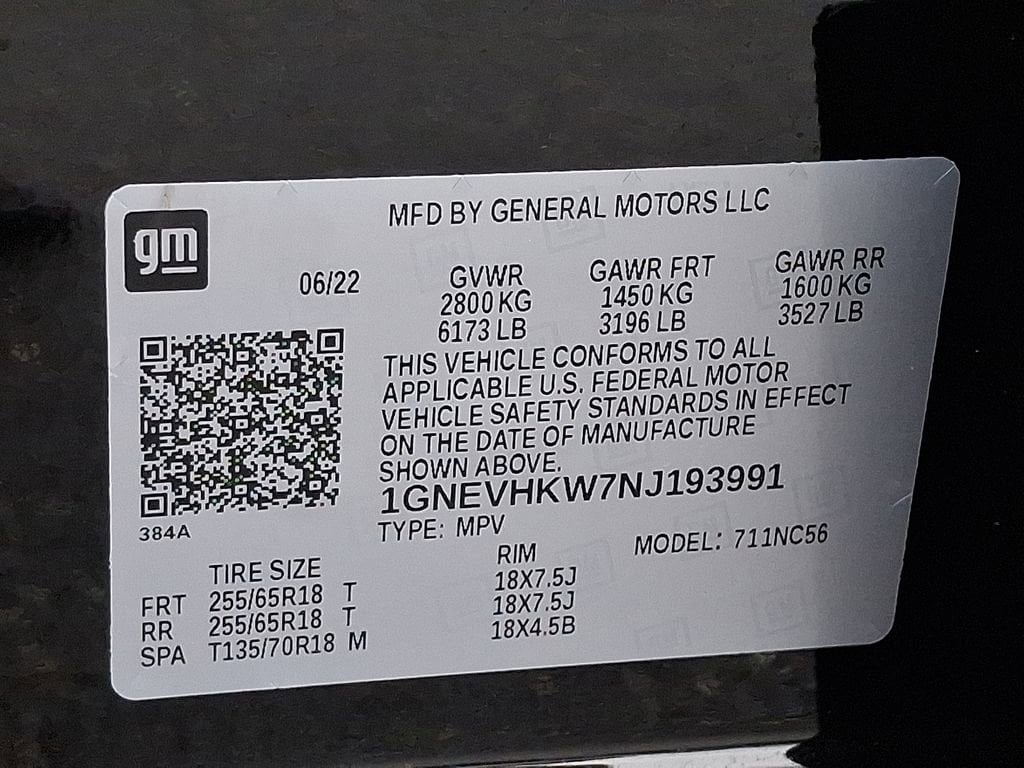 gm
MFD BY GENERAL MOTORS LLC
06/22
GVWR GAWR FRT GAWR RR
2800 KG 1450 KG 1600 KG
6173 LB 3196 LB 3527 LB
THIS VEHICLE CONFORMS TO ALL
APPLICABLE U.S. FEDERAL MOTOR
VEHICLE SAFETY STANDARDS IN EFFECT
ON THE DATE OF MANUFACTURE
SHOWN ABOVE.
1GNEVHKW7NJ193991
384A
TYPE: MPV
MODEL: 711NC56
TIRE SIZE RIM
FRT 255/65R18 T 18X7.5J
RR 255/65R18 T 18X7.5J
SPA T135/70R18 M 18X4.5B